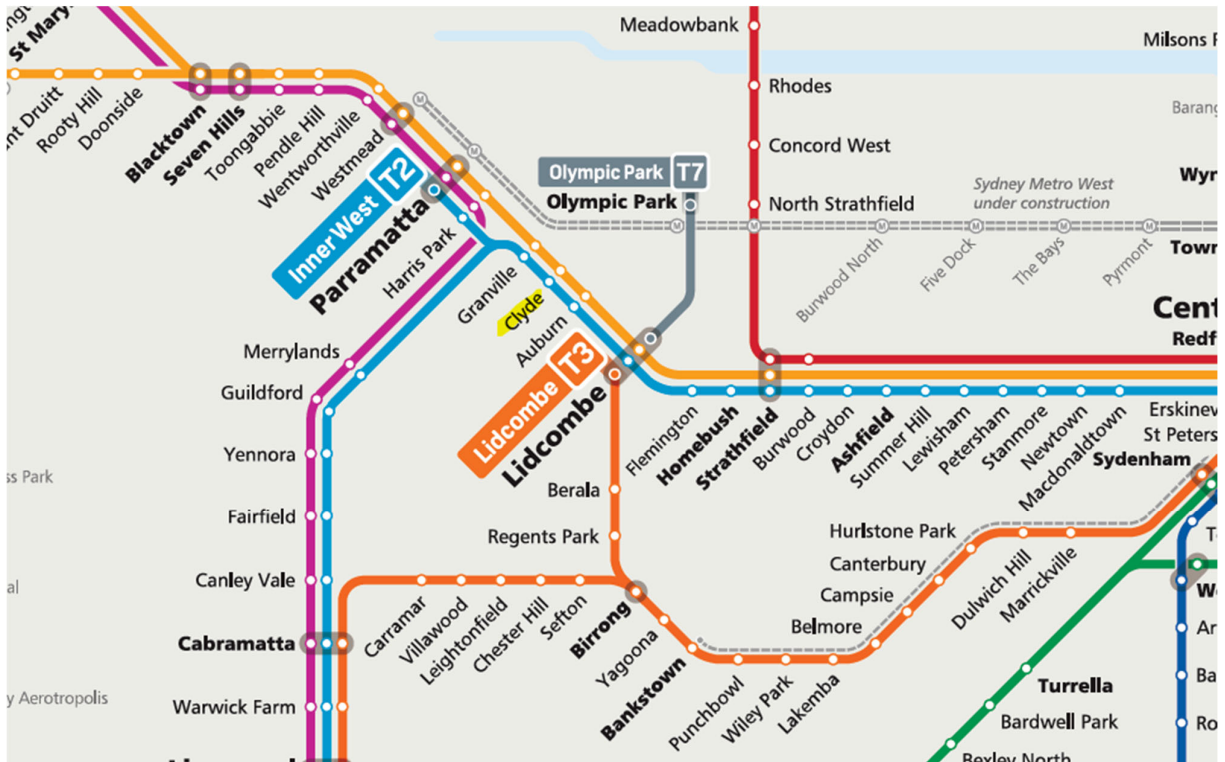 St Mary
Meadowbank
Milsons
Rhodes
Druitt
Rooty Hill
Doonside
Blacktown
Seven Hills
Toongabbie
Pendle Hill
Wentworthville
Westmead
Concord West
Olympic Park T7
Olympic Park
North Strathfield
Sydney Metro West
under construction
Inner West T2
Parramatta
Harris Park
Granville
Clyde
Auburn
Burwood North
Five Dock
The Bays
Pyrmont
Town
Cent
Redf
Merrylands
Guildford
Lidcombe T3
Lidcombe
Flemington
Homebush
Strathfield
Burwood
Croydon
Ashfield
Summer Hill
Lewisham
Petersham
Stanmore
Newtown
Macdonaldtown
Erskinev
St Peters
Sydenham
Yennora
ss Park
Berala
Fairfield
Regents Park
Hurlstone Park
Canterbury
Campsie
Belmore
Dulwich Hill
Marrickville
Canley Vale
al
Cabramatta
Carramar
Villawood
Leightonfield
Chester Hill
Sefton
Birrong
Yagoona
Bankstown
Punchbowl
Wiley Park
Lakemba
Turrella
y Aerotropolis
Warwick Farm
Bardwell Park
Bexley North
Barang
Wyn
Ar
Ba
Ro